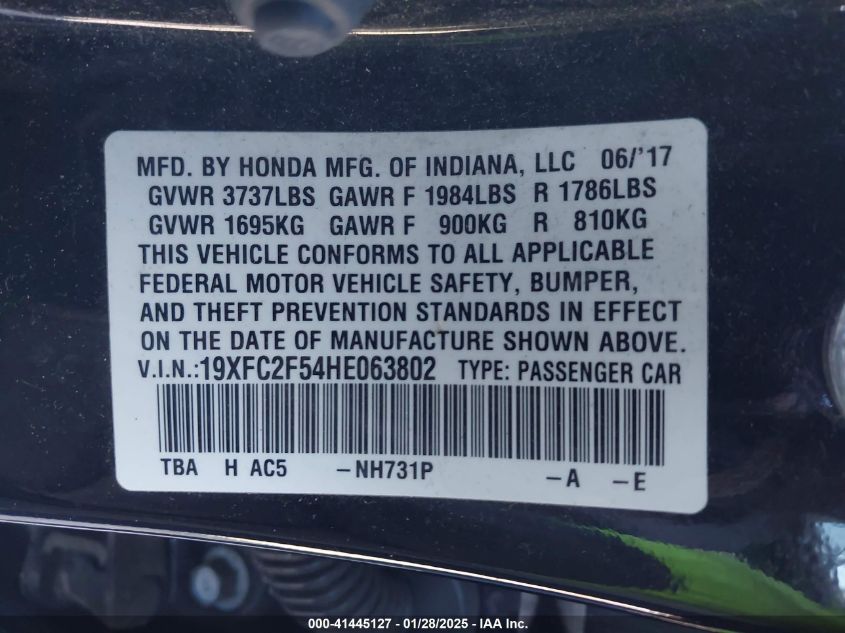 MFD. BY HONDA MFG. OF INDIANA, LLC 06/'17
GVWR 3737LBS GAWR F 1984LBS R 1786LBS
GVWR 1695KG GAWR F 900KG R 810KG
THIS VEHICLE CONFORMS TO ALL APPLICABLE
FEDERAL MOTOR VEHICLE SAFETY, BUMPER,
AND THEFT PREVENTION STANDARDS IN EFFECT
ON THE DATE OF MANUFACTURE SHOWN ABOVE.
V.I.N.:19XFC2F54HE063802 TYPE: PASSENGER CAR
TBA H AC5 -NH731P -A -E
000-41445127 - 01/28/2025 - IAA Inc.